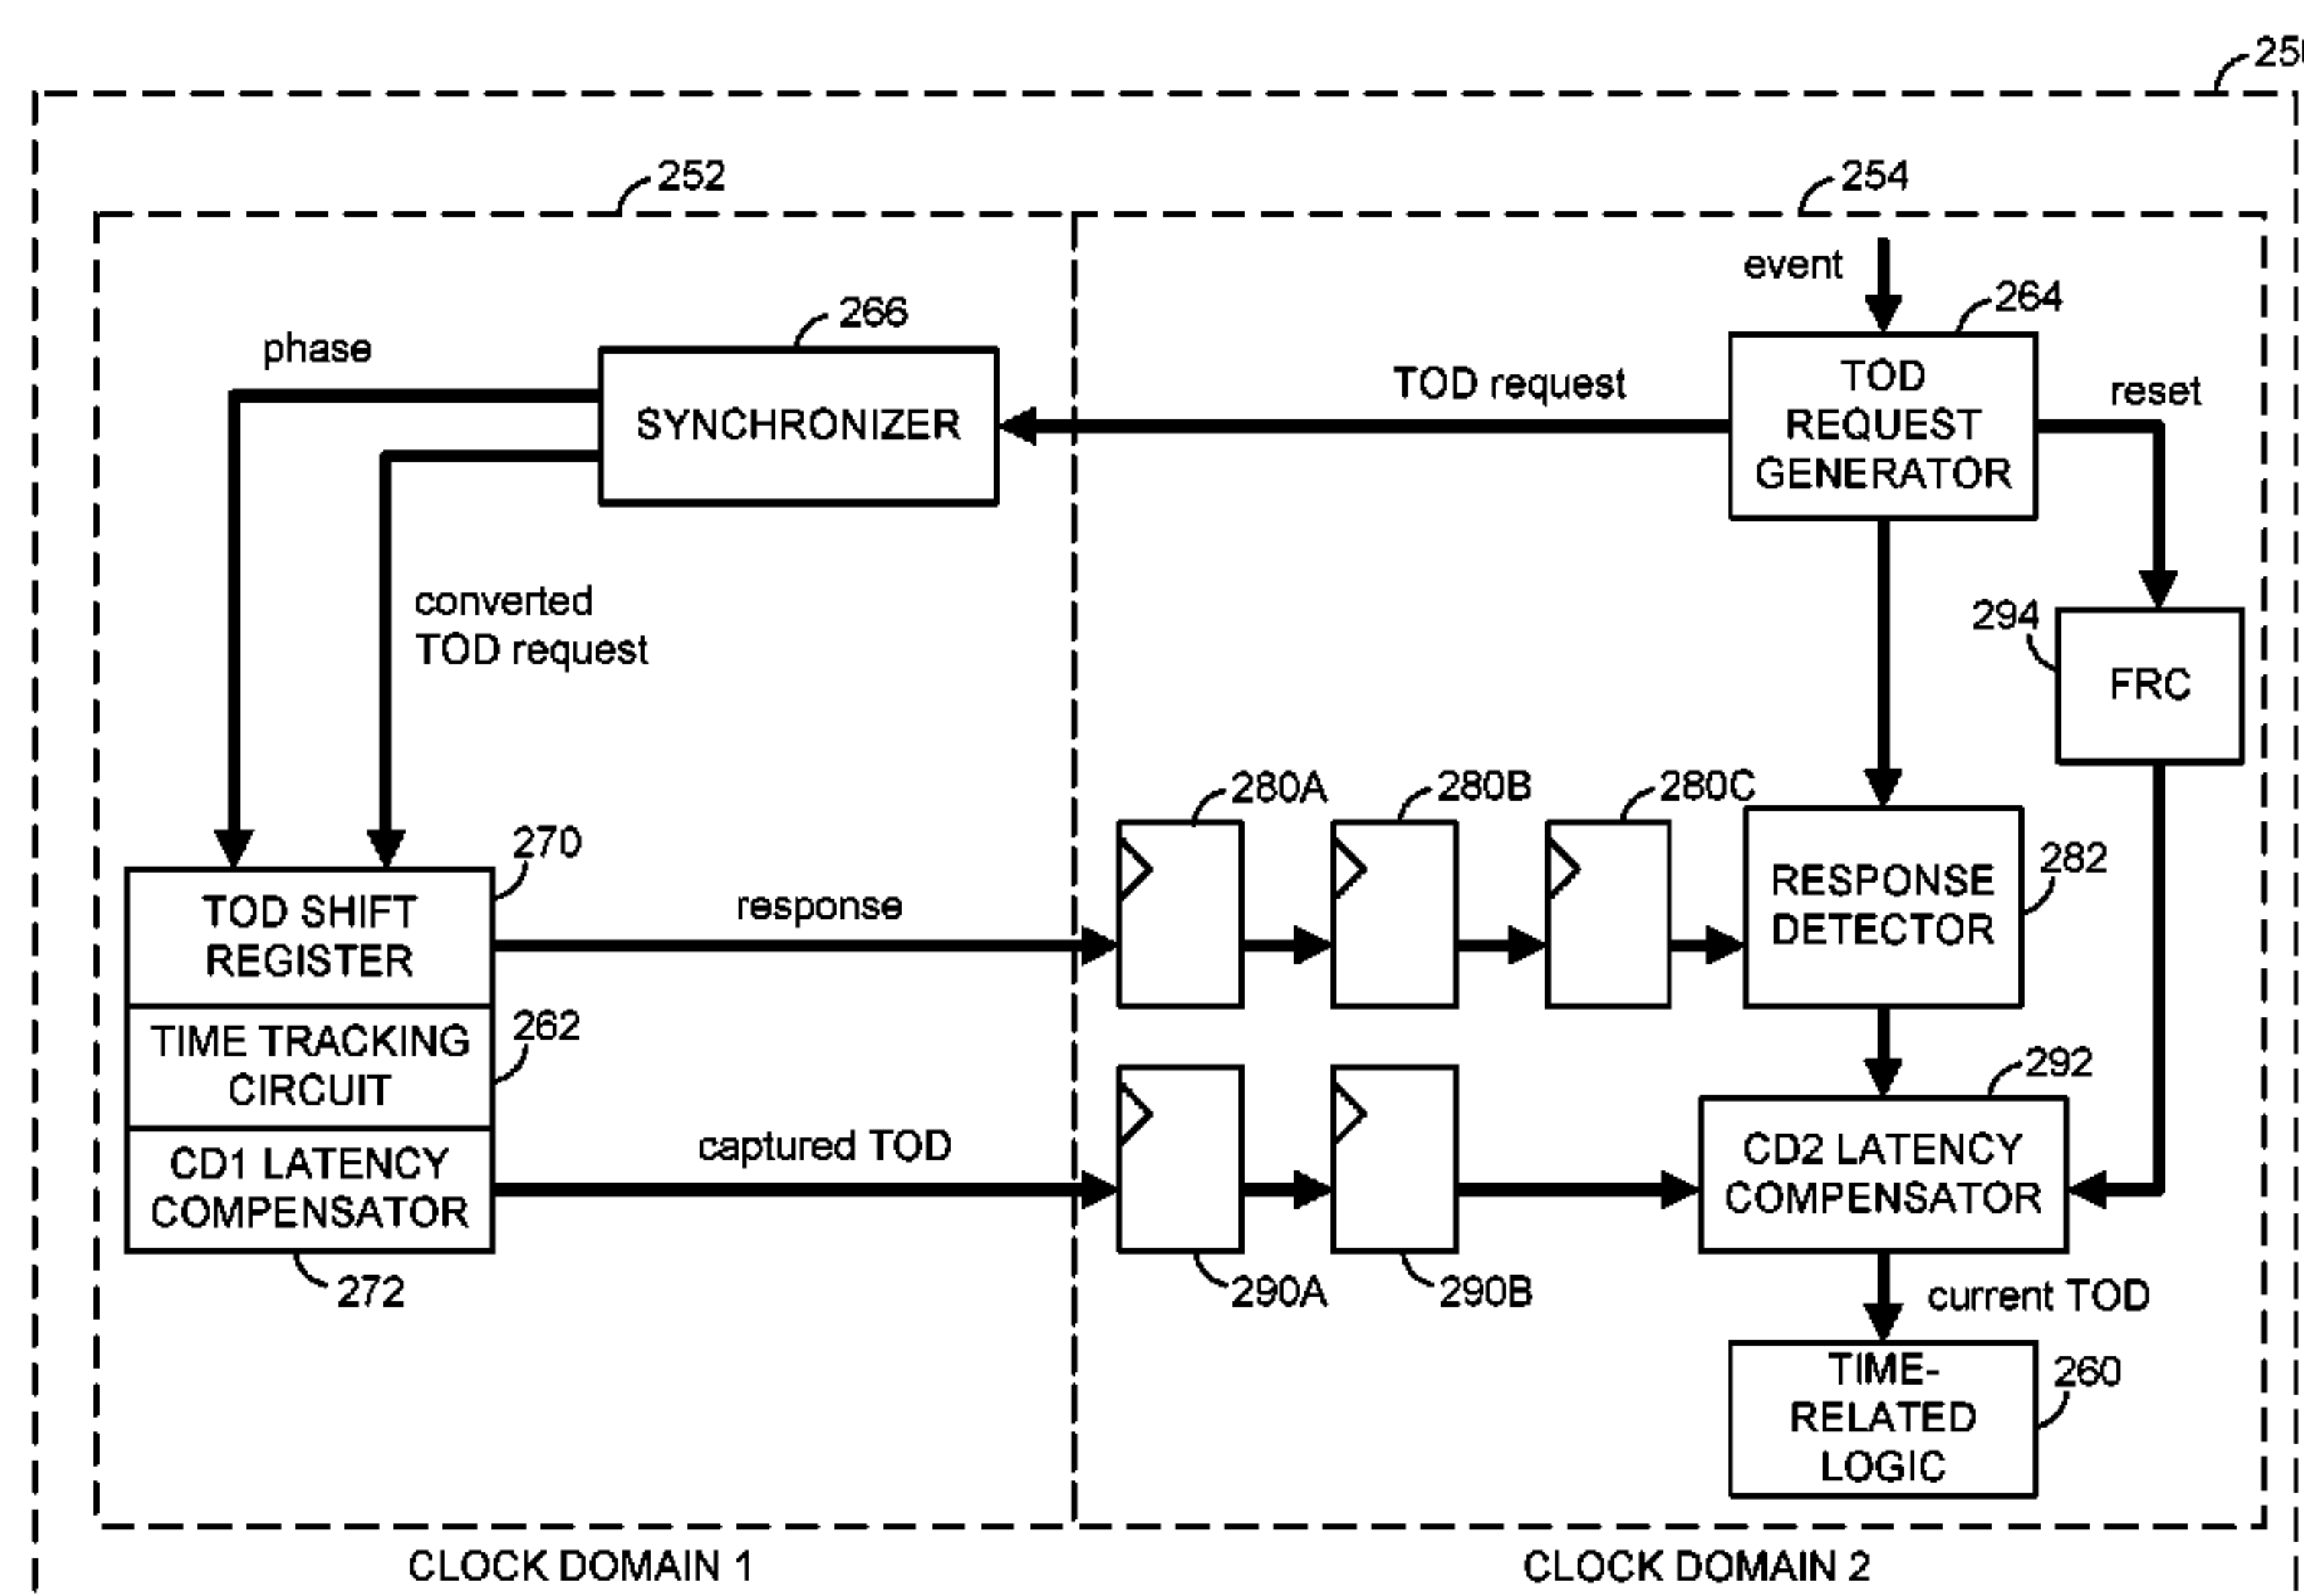 250
252
254
event
266
264
phase
SYNCHRONIZER
TOD request
TOD
REQUEST
GENERATOR
reset
converted
TOD request
294
FRC
280A
280B
280C
270
TOD SHIFT
REGISTER
response
RESPONSE
DETECTOR
282
262
TIME TRACKING
CIRCUIT
292
CD1 LATENCY
COMPENSATOR
captured TOD
CD2 LATENCY
COMPENSATOR
272
290A
290B
current TOD
TIME-
RELATED
LOGIC
260
CLOCK DOMAIN 1
CLOCK DOMAIN 2